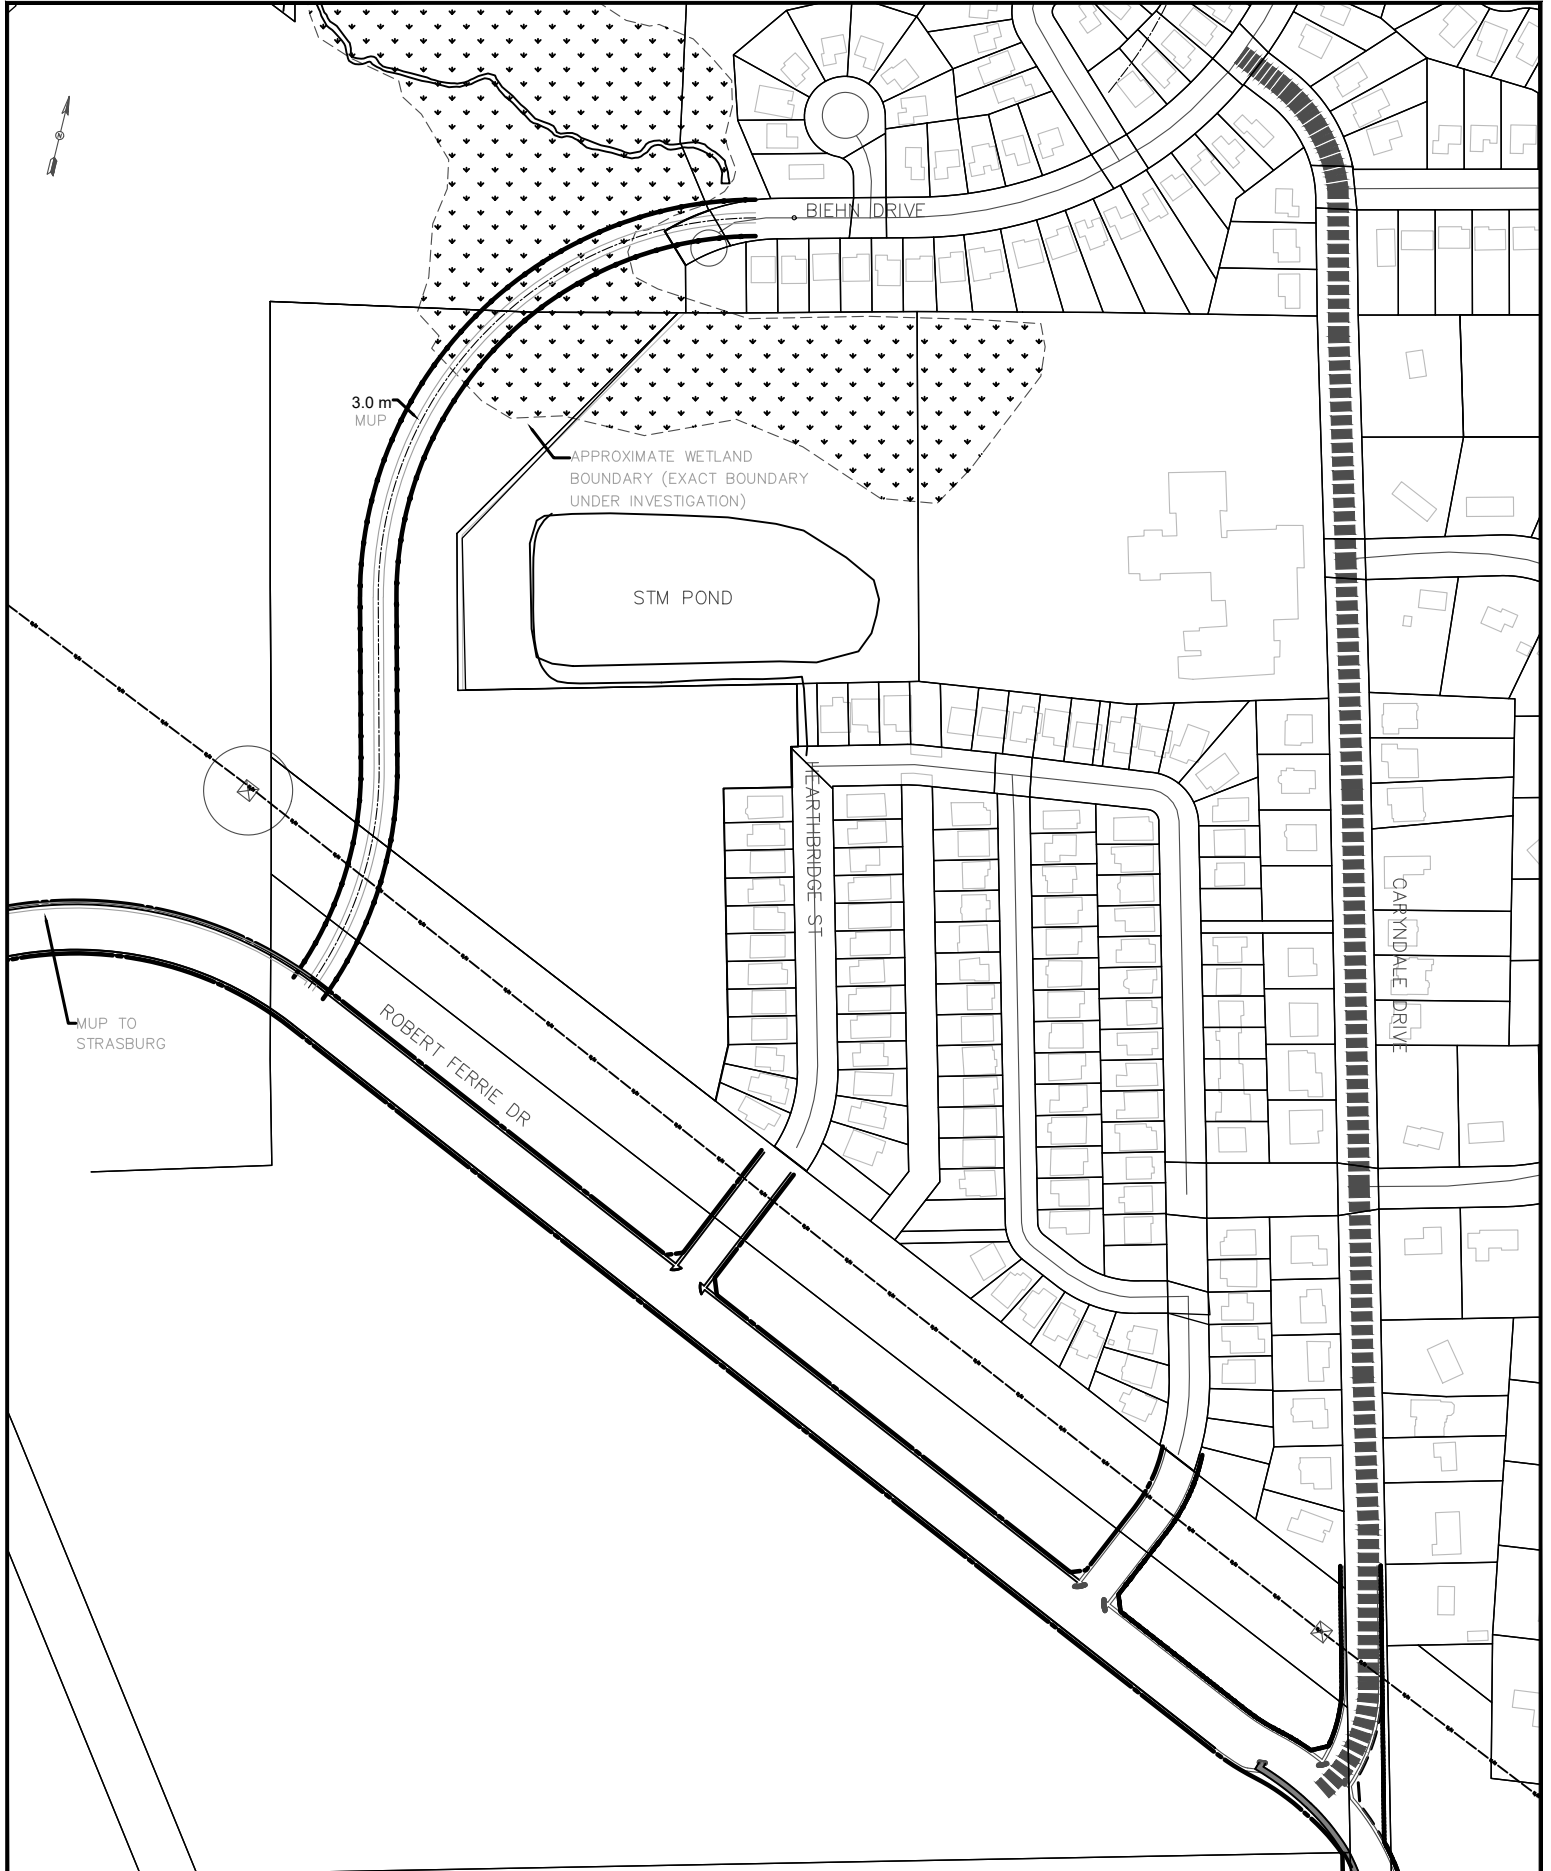 N
BIEHN DRIVE
3.0 m
MUP
APPROXIMATE WETLAND
BOUNDARY (EXACT BOUNDARY
UNDER INVESTIGATION)
STM POND
HEARTHBRIDGE ST
CARYNDALE DRIVE
MUP TO
STRASBURG
ROBERT FERRIE DR